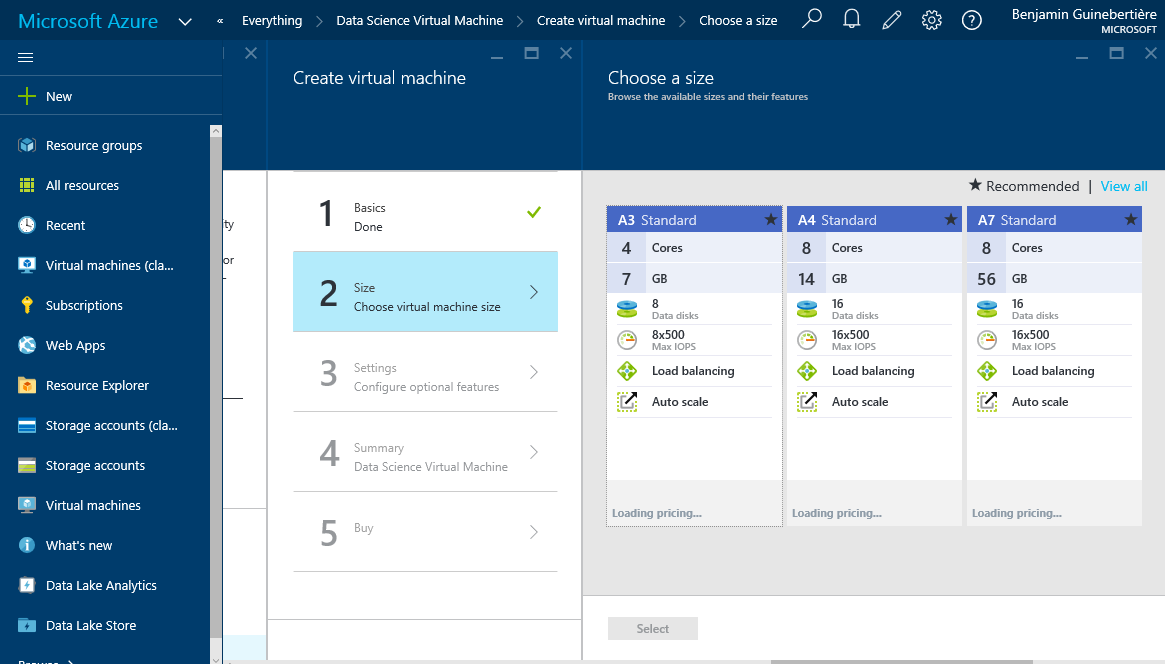 Microsoft Azure
« Everything > Data Science Virtual Machine > Create virtual machine > Choose a size
Benjamin Guinebertière
MICROSOFT
New
Resource groups
All resources
Recent
Virtual machines (cla...
Subscriptions
Web Apps
Resource Explorer
Storage accounts (cla...
Storage accounts
Virtual machines
What's new
Data Lake Analytics
Data Lake Store
ity
or
Create virtual machine
1
Basics
Done
2
Size
Choose virtual machine size
3
Settings
Configure optional features
4
Summary
Data Science Virtual Machine
5
Buy
Choose a size
Browse the available sizes and their features
★ Recommended | View all
A3 Standard
4 Cores
7 GB
8
Data disks
8x500
Max IOPS
Load balancing
Auto scale
Loading pricing...
A4 Standard
8 Cores
14 GB
16
Data disks
16x500
Max IOPS
Load balancing
Auto scale
Loading pricing...
A7 Standard
8 Cores
56 GB
16
Data disks
16x500
Max IOPS
Load balancing
Auto scale
Loading pricing...
Select